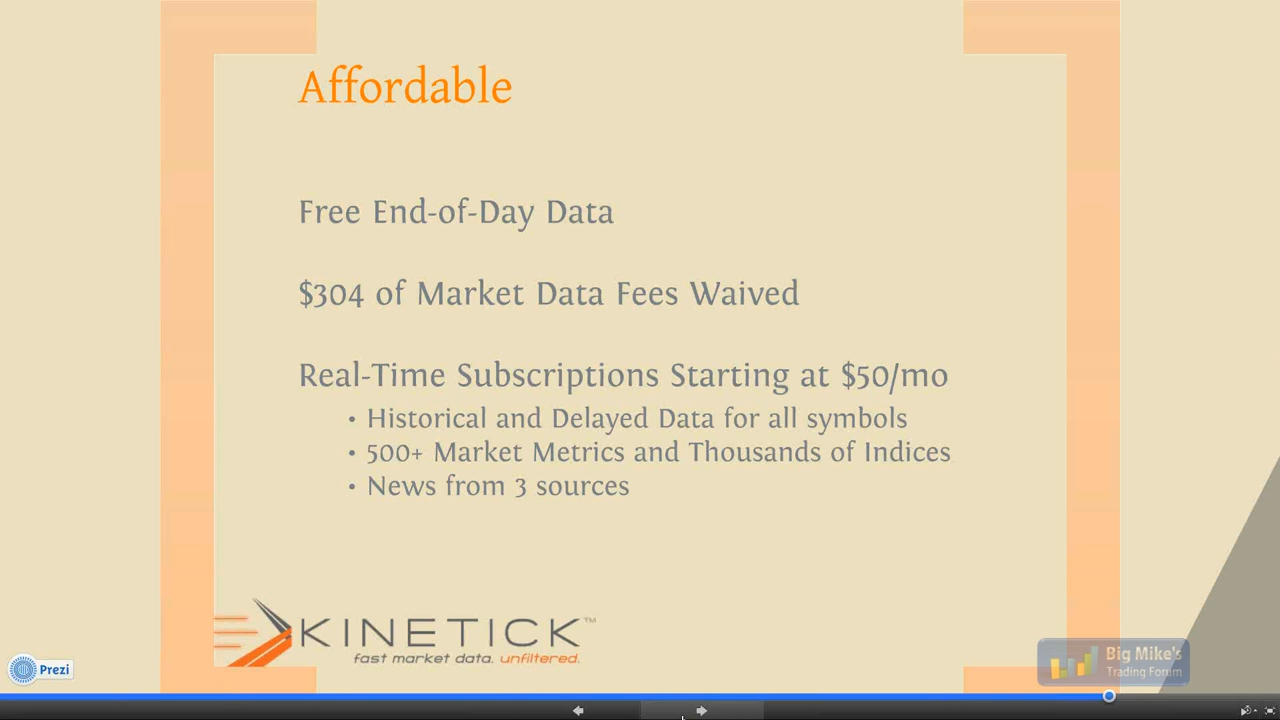 Affordable
Free End-of-Day Data
$304 of Market Data Fees Waived
Real-Time Subscriptions Starting at $50/mo
• Historical and Delayed Data for all symbols
• 500+ Market Metrics and Thousands of Indices
• News from 3 sources
KINETICK™
fast market data. unfiltered.
Big Mike's
Trading Forum
Prezi